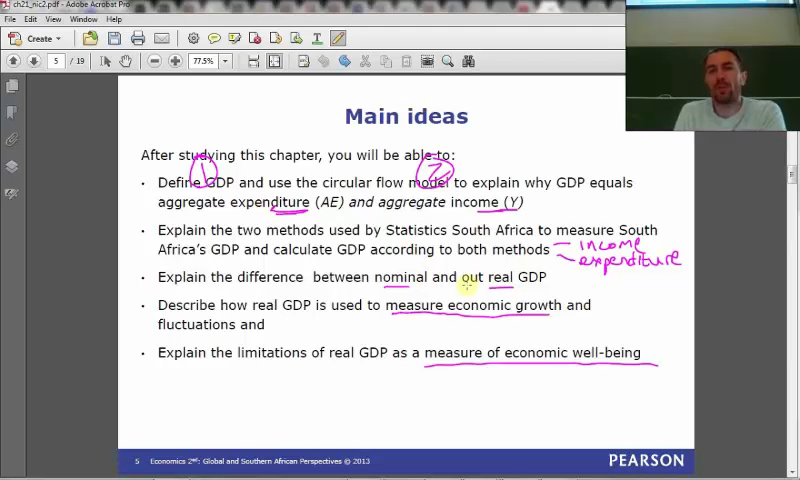 ch21_nic2.pdf - Adobe Acrobat Pro
File Edit View Window Help
Create
5 / 19 77.5%
Main ideas
After studying this chapter, you will be able to:
1 2
• Define GDP and use the circular flow model to explain why GDP equals
aggregate expenditure (AE) and aggregate income (Y)
• Explain the two methods used by Statistics South Africa to measure South
Africa's GDP and calculate GDP according to both methods
income
expenditure
• Explain the difference between nominal and out real GDP
• Describe how real GDP is used to measure economic growth and
fluctuations and
• Explain the limitations of real GDP as a measure of economic well-being
5 Economics 2nd: Global and Southern African Perspectives © 2013
PEARSON